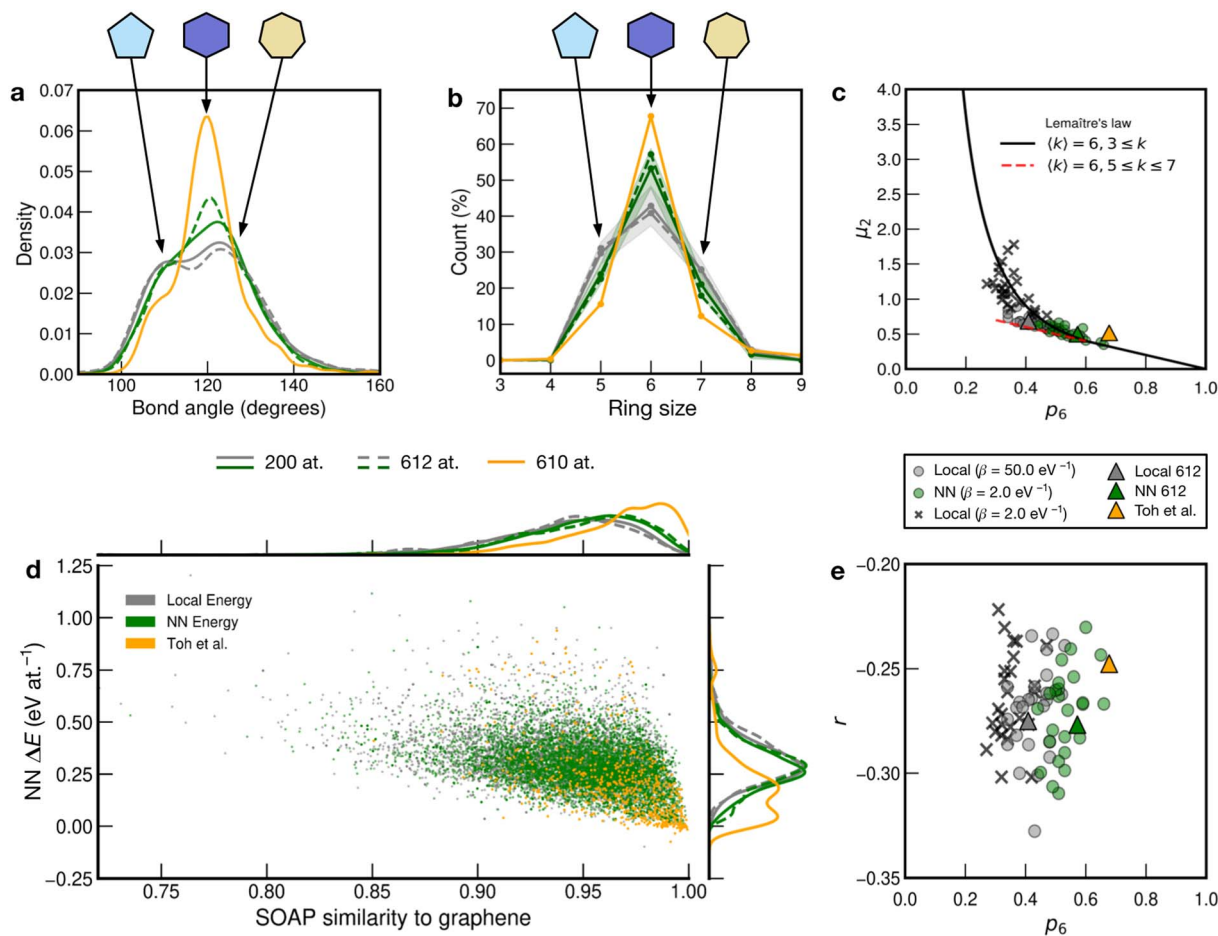 a
0.07
0.06
0.05
0.04
0.03
0.02
0.01
0.00
Density
100
120
140
160
Bond angle (degrees)
b
70
60
50
40
30
20
10
0
Count (%)
3
4
5
6
7
8
9
Ring size
c
4.0
3.5
3.0
2.5
2.0
1.5
1.0
0.5
0.0
μ₂
Lemaître's law
⟨k⟩ = 6, 3 ≤ k
⟨k⟩ = 6, 5 ≤ k ≤ 7
0.0
0.2
0.4
0.6
0.8
1.0
p₆
200 at.
612 at.
610 at.
Local (β = 50.0 eV⁻¹)
NN (β = 2.0 eV⁻¹)
Local (β = 2.0 eV⁻¹)
Local 612
NN 612
Toh et al.
d
1.25
1.00
0.75
0.50
0.25
0.00
−0.25
NN ΔE (eV at.⁻¹)
Local Energy
NN Energy
Toh et al.
0.75
0.80
0.85
0.90
0.95
1.00
SOAP similarity to graphene
e
−0.20
−0.25
−0.30
−0.35
r
0.0
0.2
0.4
0.6
0.8
1.0
p₆